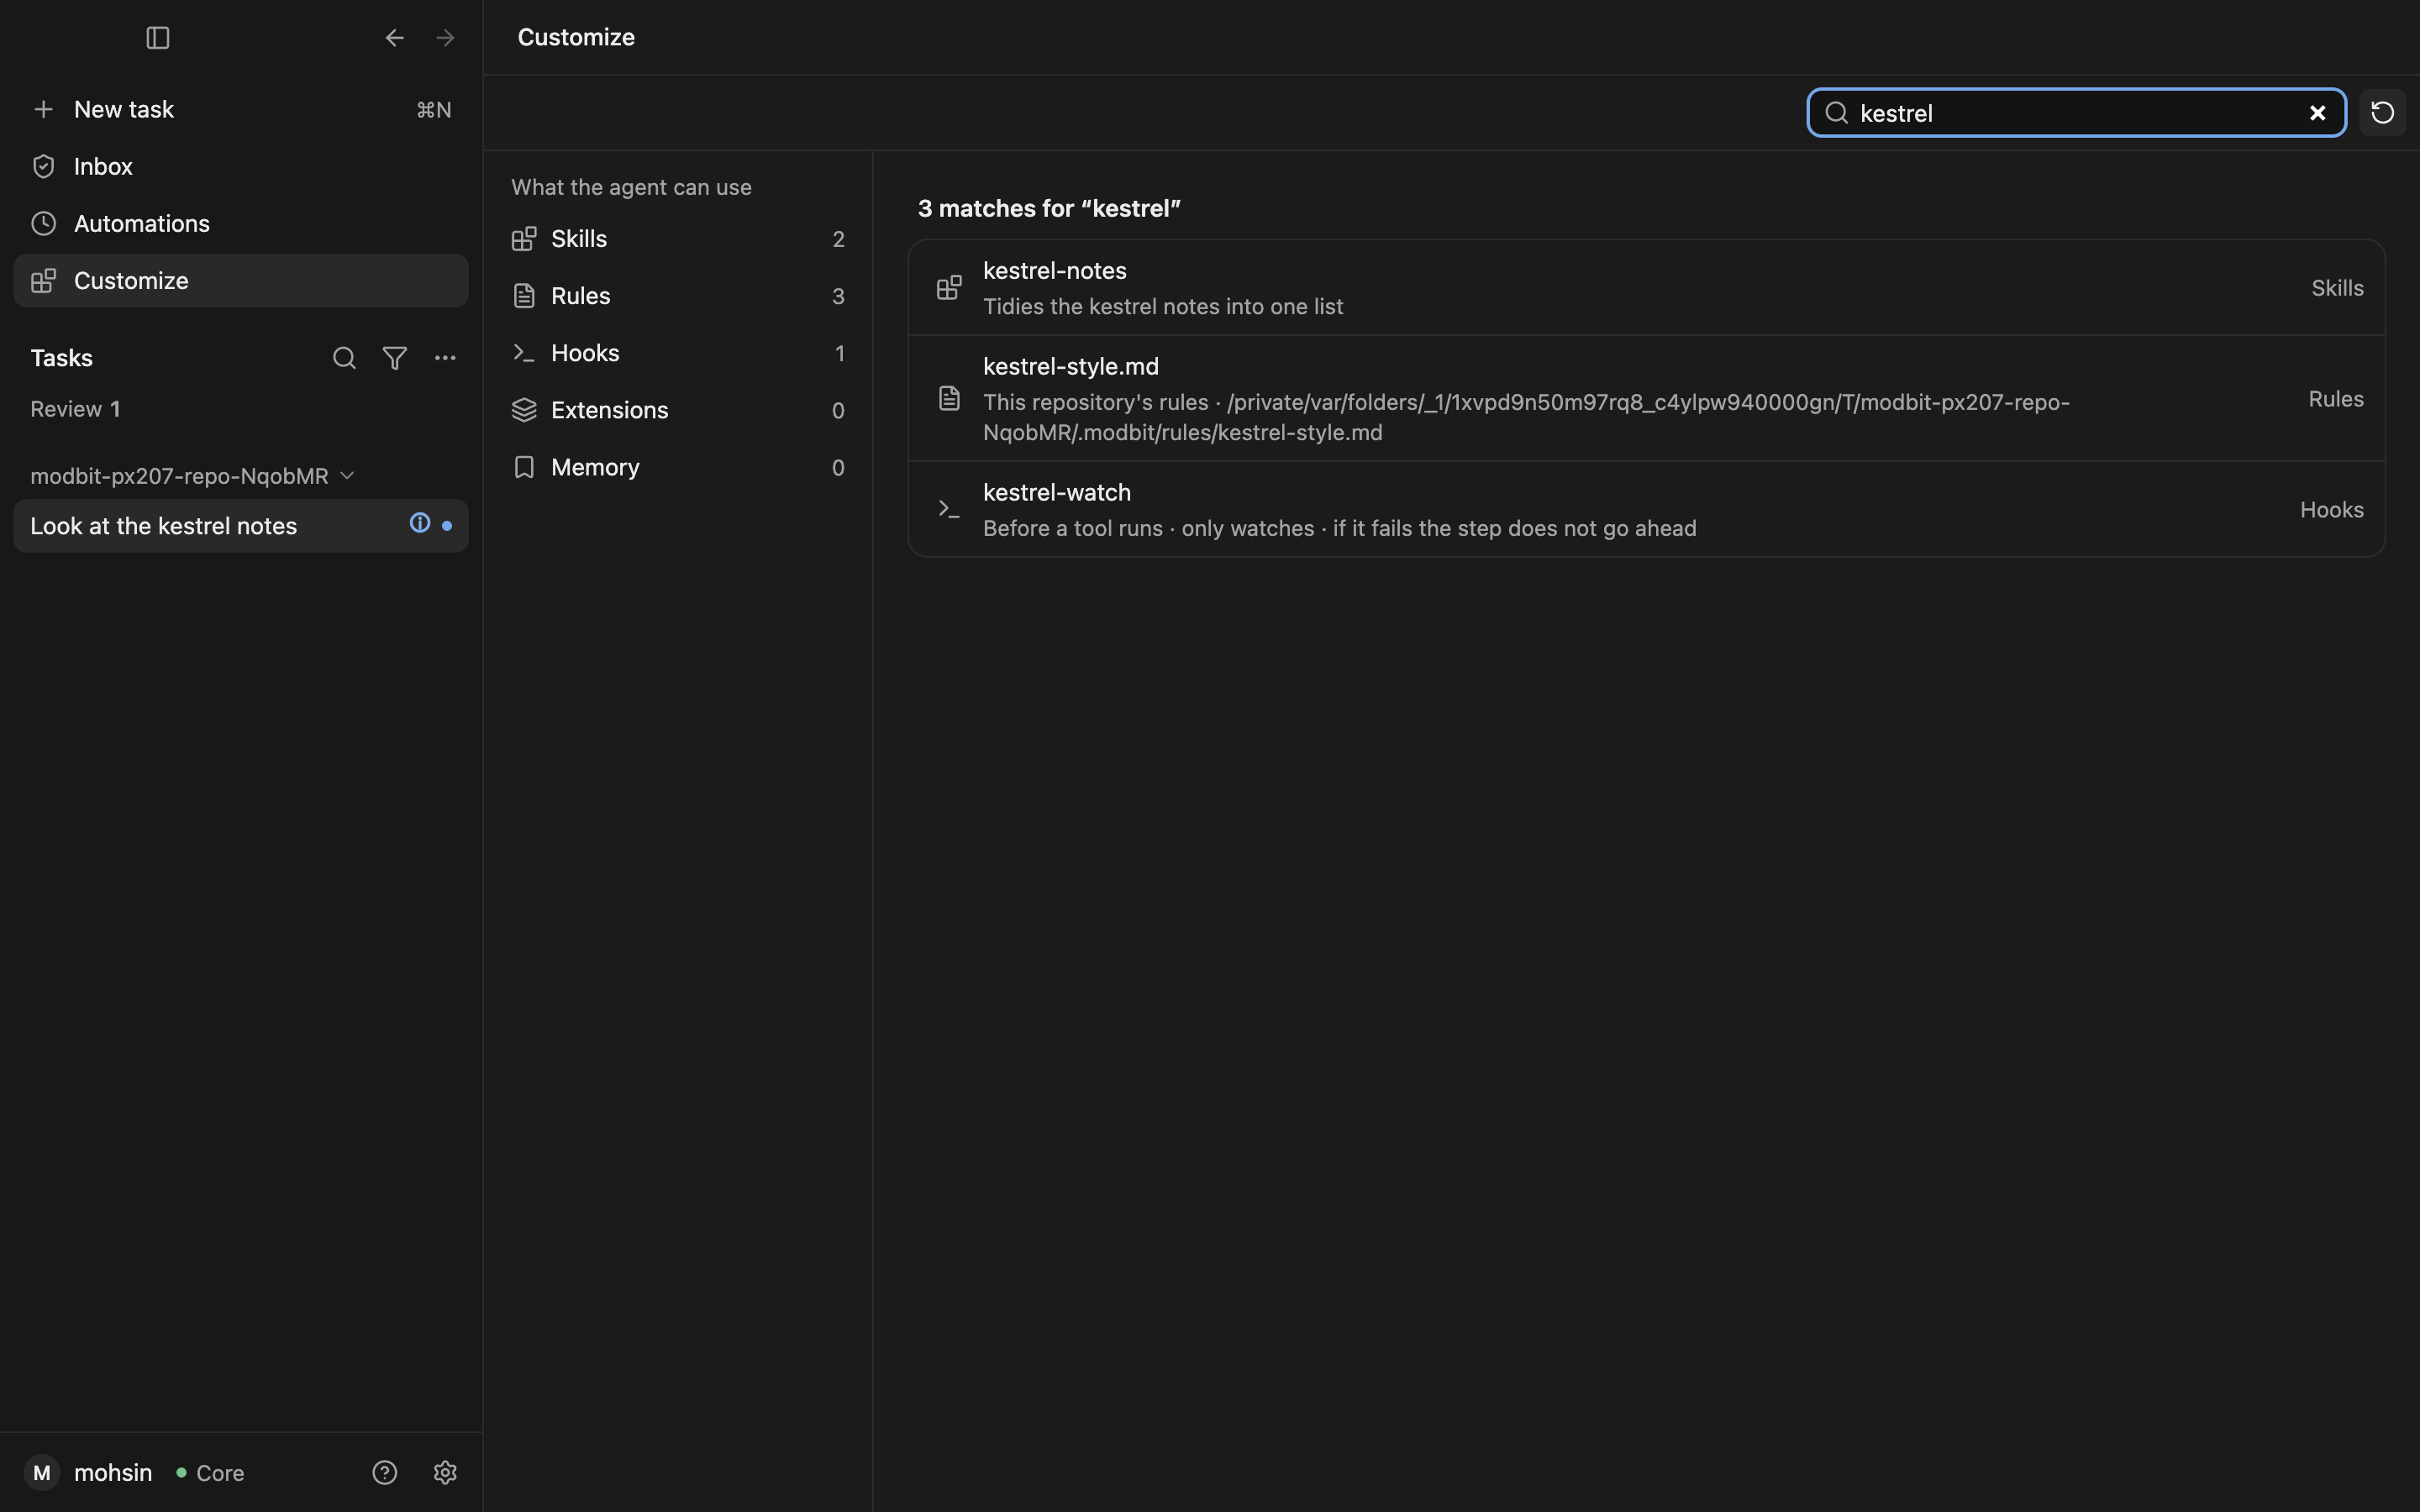 Customize
New task ⌘N
Inbox
Automations
Customize
Tasks
Review 1
modbit-px207-repo-NqobMR
Look at the kestrel notes
M mohsin Core
kestrel
What the agent can use
Skills 2
Rules 3
Hooks 1
Extensions 0
Memory 0
3 matches for “kestrel”
kestrel-notes
Tidies the kestrel notes into one list
Skills
kestrel-style.md
This repository's rules · /private/var/folders/_1/1xvpd9n50m97rq8_c4ylpw940000gn/T/modbit-px207-repo-
NqobMR/.modbit/rules/kestrel-style.md
Rules
kestrel-watch
Before a tool runs · only watches · if it fails the step does not go ahead
Hooks